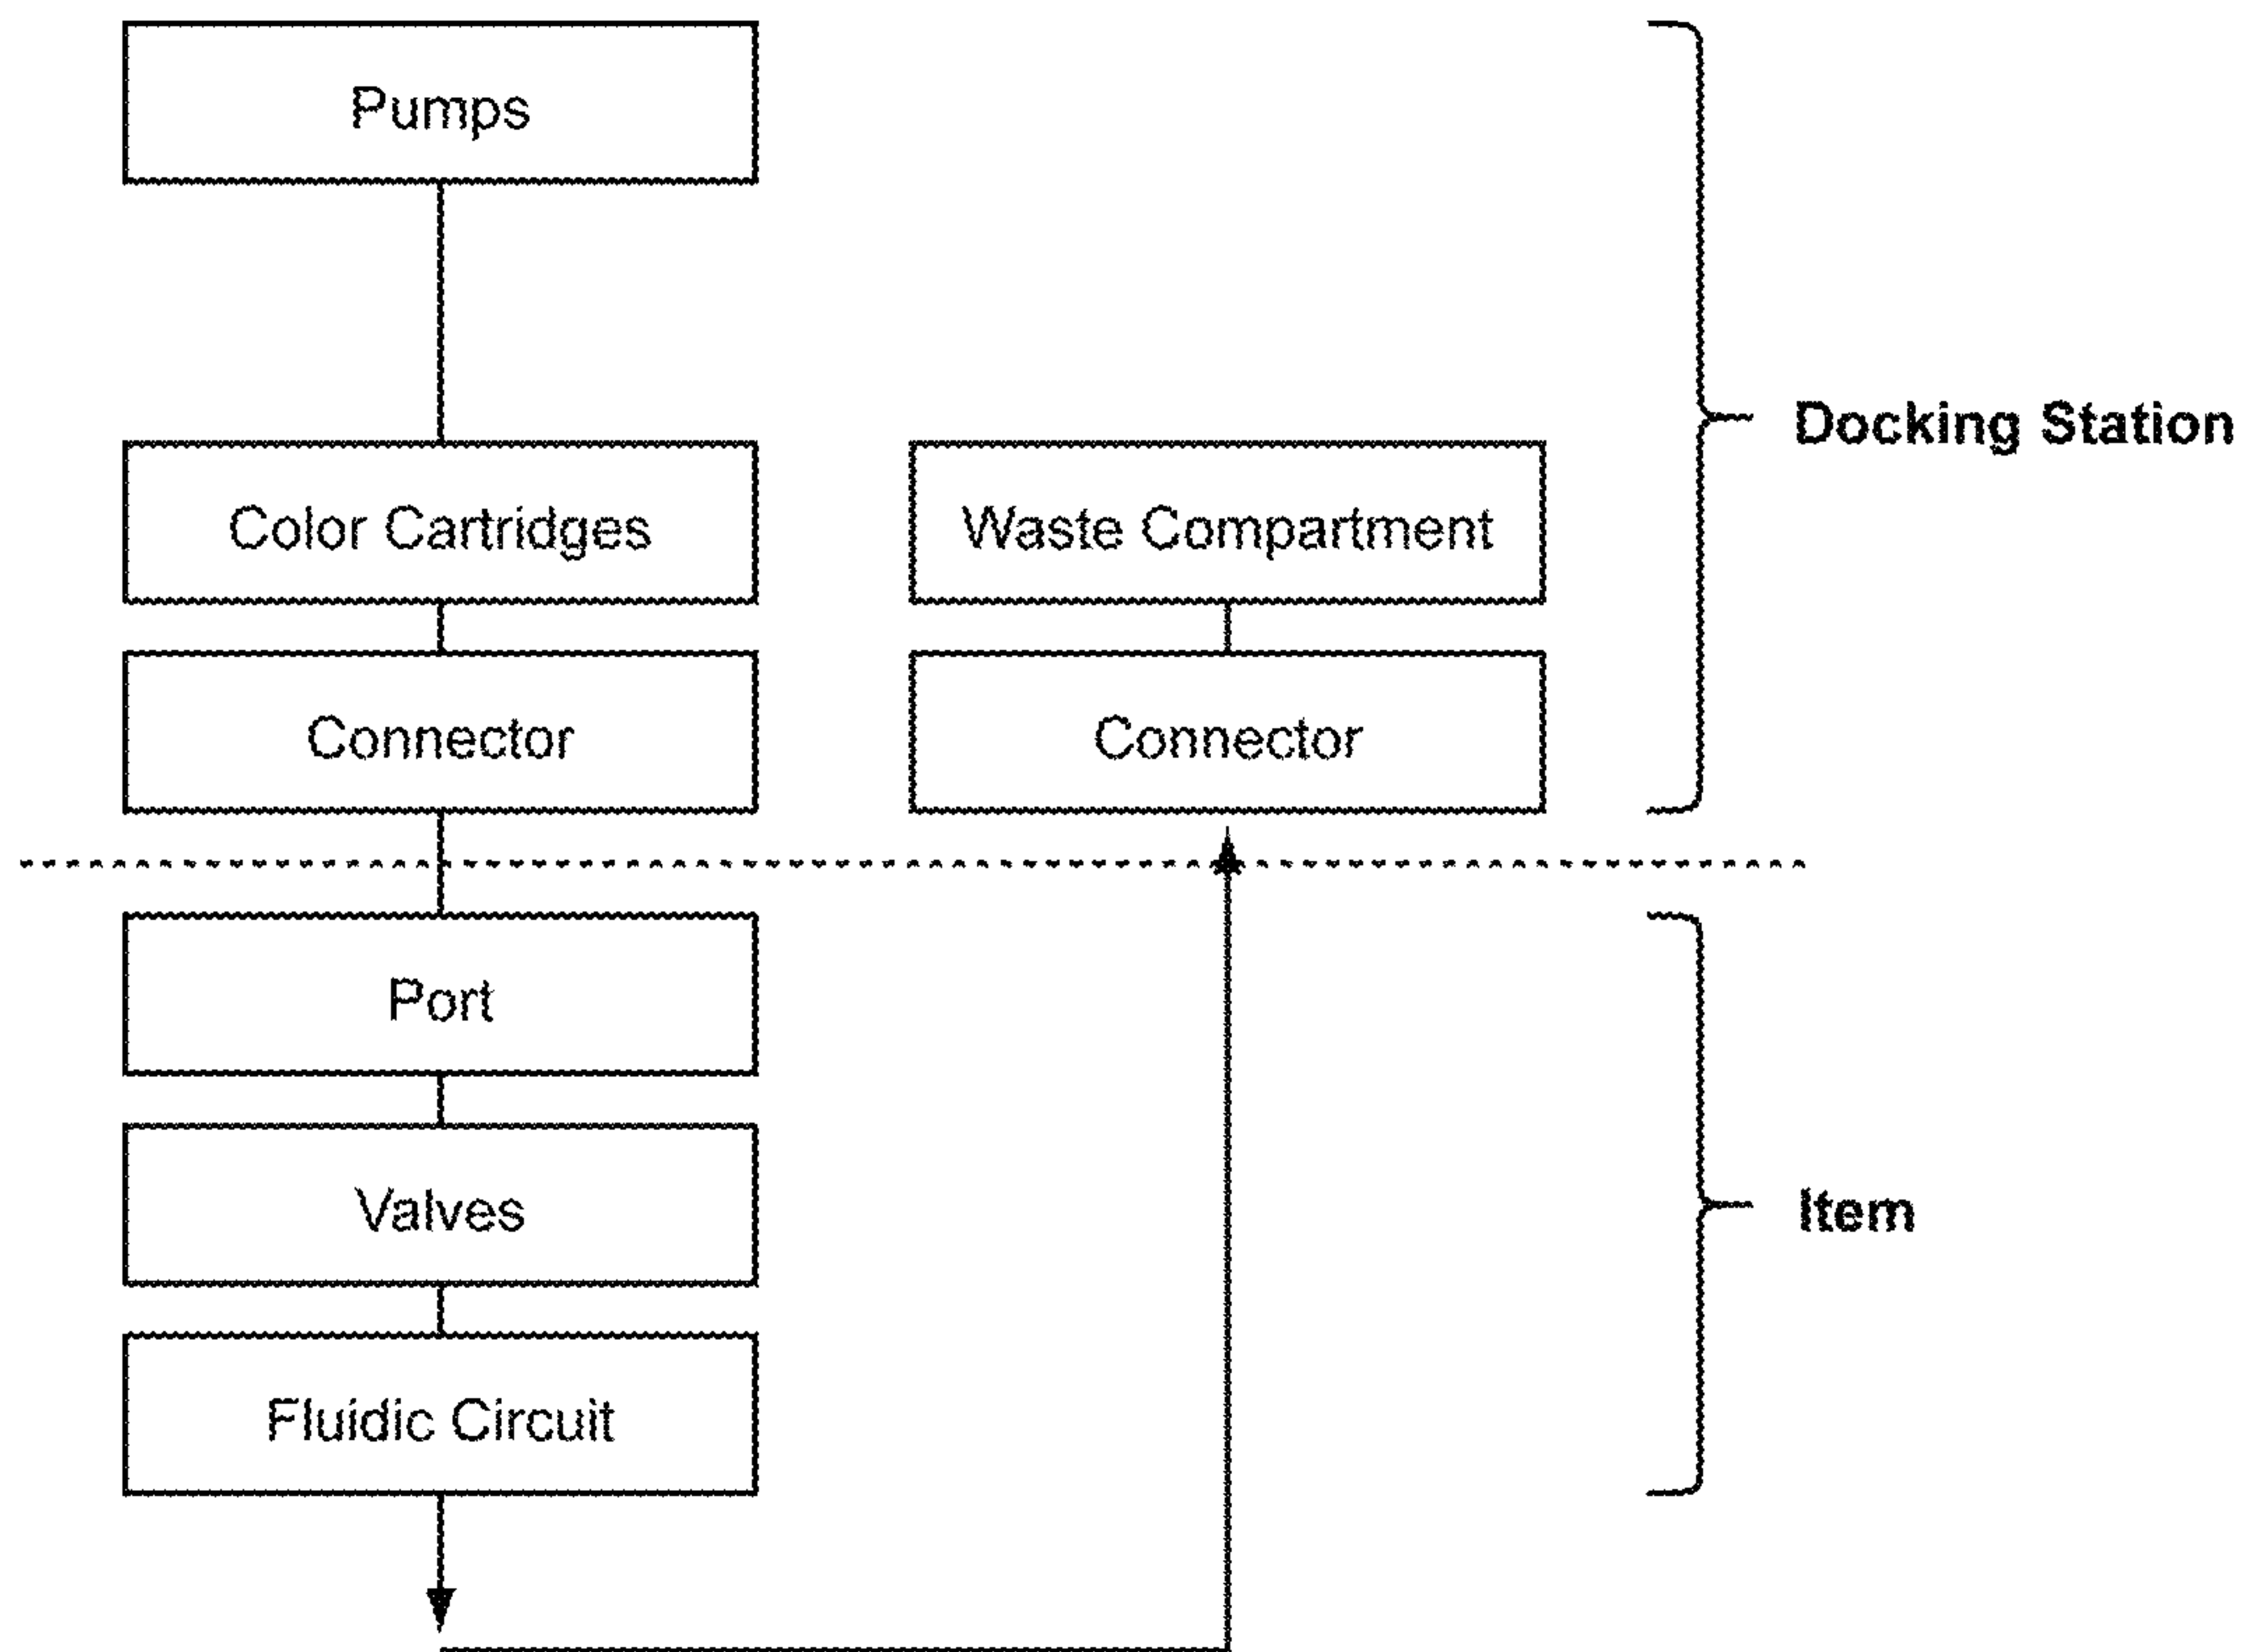 Pumps
Docking Station
Color Cartridges
Waste Compartment
Connector
Connector
Port
Valves
Item
Fluidic Circuit